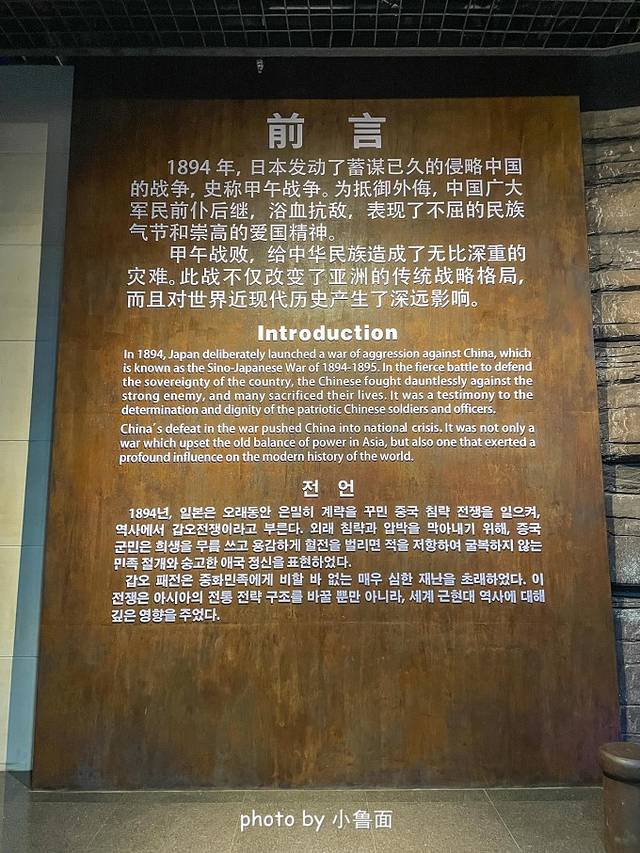 前 言
1894 年, 日本发动了蓄谋已久的侵略中国
的战争, 史称甲午战争。为抵御外侮, 中国广大
军民前仆后继, 浴血抗敌, 表现了不屈的民族
气节和崇高的爱国精神。
甲午战败, 给中华民族造成了无比深重的
灾难。此战不仅改变了亚洲的传统战略格局,
而且对世界近现代历史产生了深远影响。
Introduction
In 1894, Japan deliberately launched a war of aggression against China, which
is known as the Sino-Japanese War of 1894-1895. In the fierce battle to defend
the sovereignty of the country, the Chinese fought dauntlessly against the
strong enemy, and many sacrificed their lives. It was a testimony to the
determination and dignity of the patriotic Chinese soldiers and officers.
China's defeat in the war pushed China into national crisis. It was not only a
war which upset the old balance of power in Asia, but also one that exerted a
profound influence on the modern history of the world.
전 언
1894년, 일본은 오래동안 은밀히 계략을 꾸민 중국 침략 전쟁을 일으켜,
역사에서 갑오전쟁이라고 부른다. 외래 침략과 압박을 막아내기 위해, 중국
군민은 희생을 무릅 쓰고 용감하게 혈전을 벌리면 적을 저항하여 굴복하지 않는
민족 절개와 숭고한 애국 정신을 표현하었다.
갑오 패전은 중화민족에게 비할 바 없는 매우 심한 재난을 초래하였다. 이
전쟁은 아시아의 전통 전략 구조를 바꿀 뿐만 아니라, 세계 근현대 역사에 대해
깊은 영향을 주었다.
photo by 小鲁面